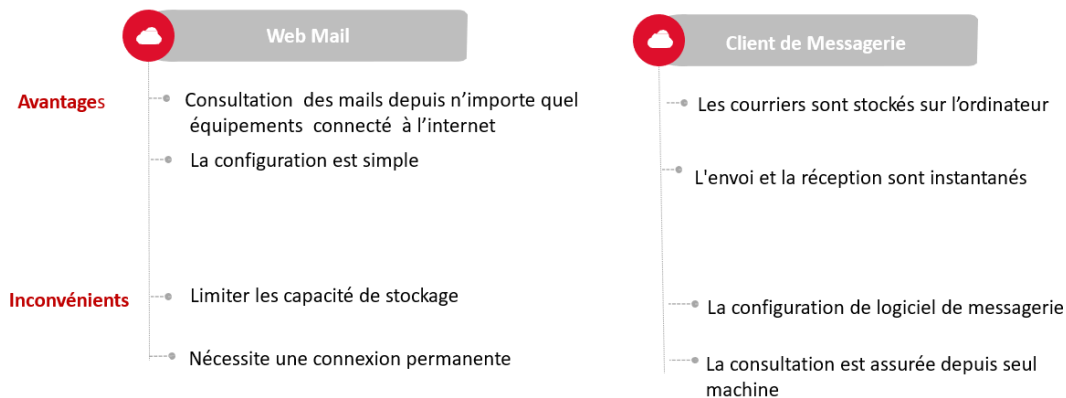 Web Mail
Client de Messagerie
Avantages
Consultation des mails depuis n’importe quel
équipements connecté à l’internet
La configuration est simple
Les courriers sont stockés sur l’ordinateur
L'envoi et la réception sont instantanés
Inconvénients
Limiter les capacité de stockage
Nécessite une connexion permanente
La configuration de logiciel de messagerie
La consultation est assurée depuis seul
machine